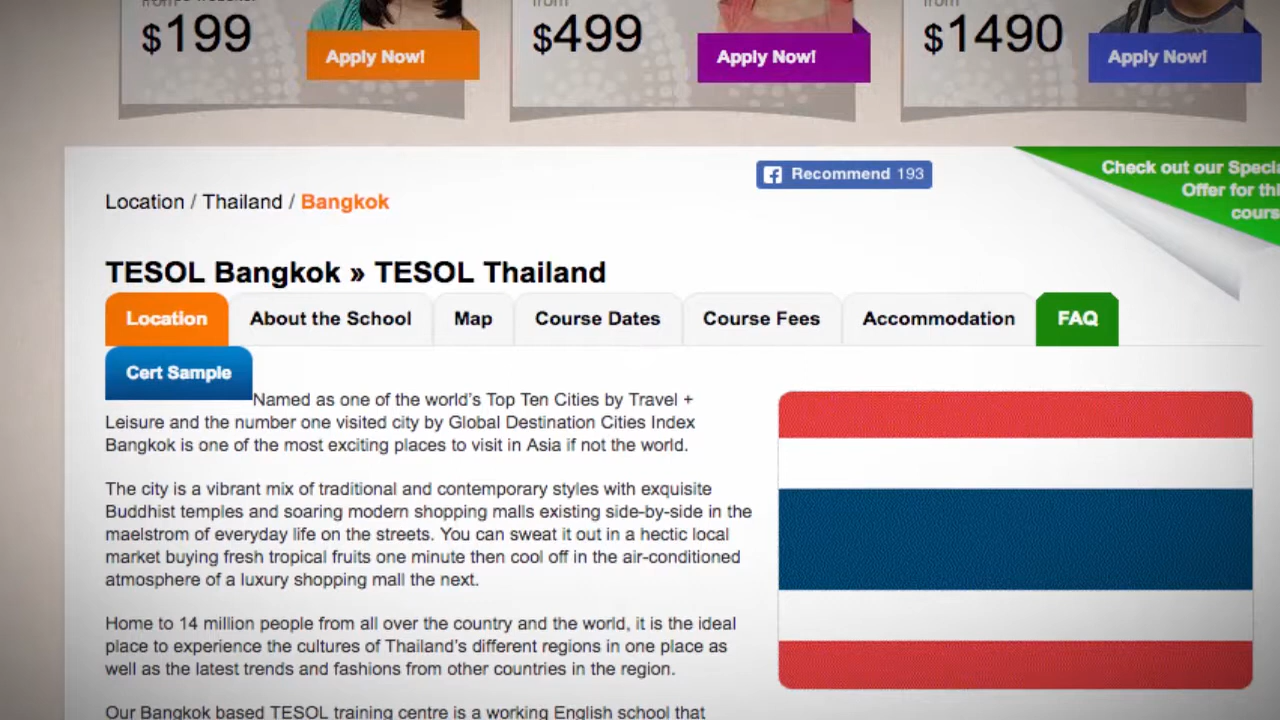 from
from
from
$199
$499
$1490
Apply Now!
Apply Now!
Apply Now!
Recommend 193
Check out our
Offer for
Location / Thailand / Bangkok
TESOL Bangkok » TESOL Thailand
Location
About the School
Map
Course Dates
Course Fees
Accommodation
FAQ
Cert Sample
Named as one of the world's Top Ten Cities by Travel +
Leisure and the number one visited city by Global Destination Cities Index
Bangkok is one of the most exciting places to visit in Asia if not the world.
The city is a vibrant mix of traditional and contemporary styles with exquisite
Buddhist temples and soaring modern shopping malls existing side-by-side in the
maelstrom of everyday life on the streets. You can sweat it out in a hectic local
market buying fresh tropical fruits one minute then cool off in the air-conditioned
atmosphere of a luxury shopping mall the next.
Home to 14 million people from all over the country and the world, it is the ideal
place to experience the cultures of Thailand's different regions in one place as
well as the latest trends and fashions from other countries in the region.
Our Bangkok based TESOL training centre is a working English school that